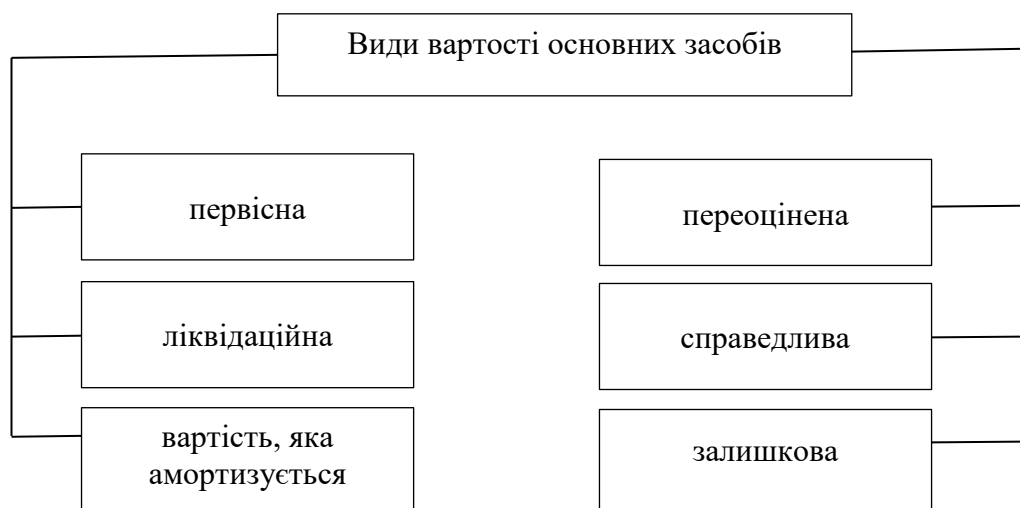 Види вартості основних засобів
первісна
переоцінена
ліквідаційна
справедлива
вартість, яка
амортизується
залишкова